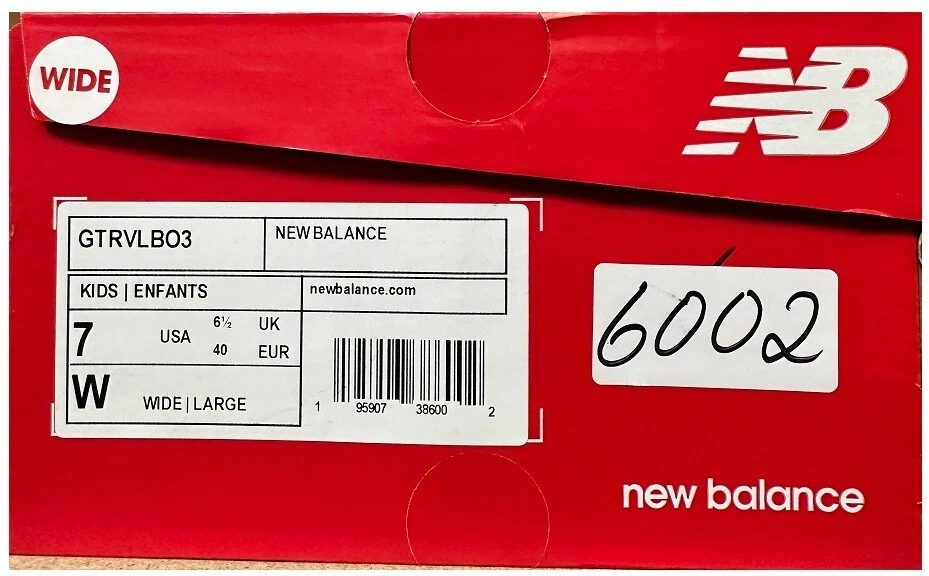 WIDE
NB
GTRVLBO3
NEW BALANCE
KIDS | ENFANTS
newbalance.com
7 USA 6½ UK
40 EUR
W WIDE | LARGE
1 95907 38600 2
6002
new balance